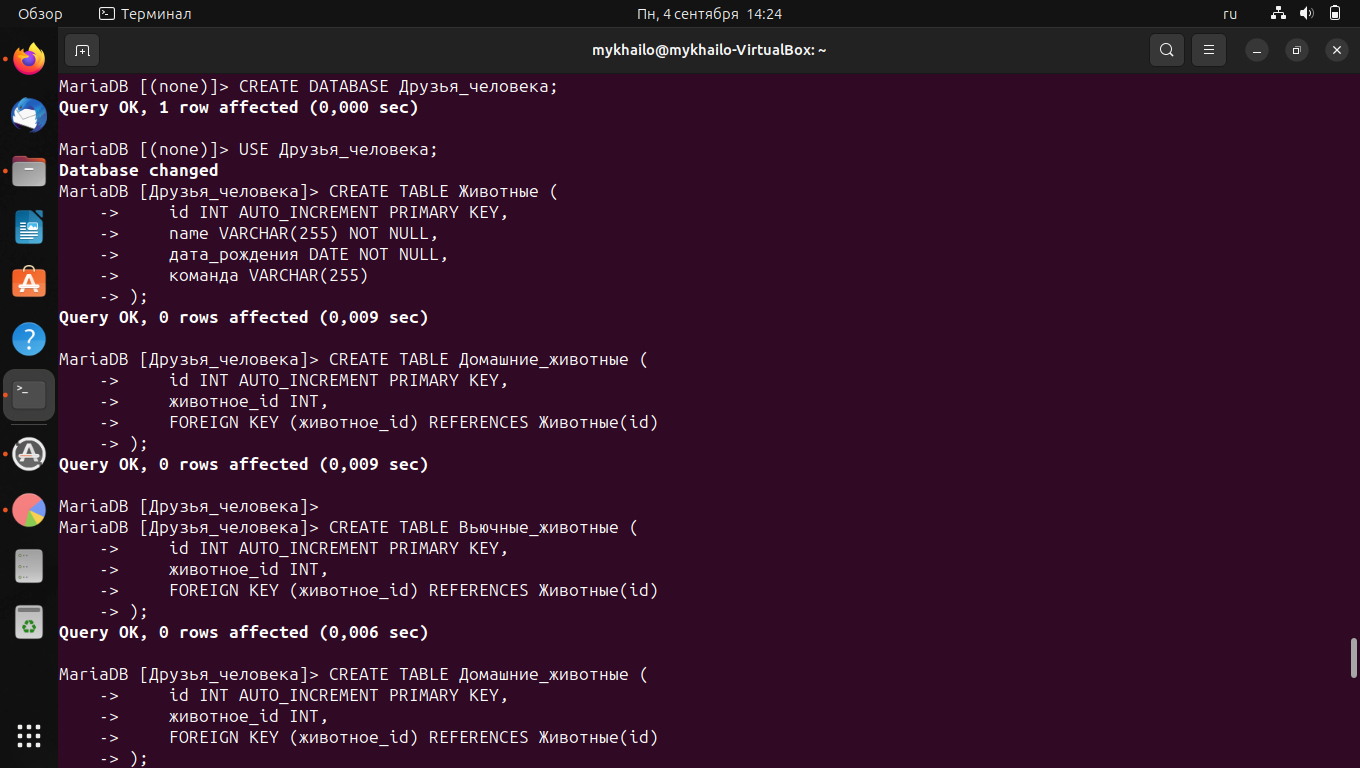 Обзор
Терминал
Пн, 4 сентября 14:24
ru
mykhailo@mykhailo-VirtualBox: ~
MariaDB [(none)]> CREATE DATABASE Друзья_человека;
Query OK, 1 row affected (0,000 sec)
MariaDB [(none)]> USE Друзья_человека;
Database changed
MariaDB [Друзья_человека]> CREATE TABLE Животные (
    ->     id INT AUTO_INCREMENT PRIMARY KEY,
    ->     name VARCHAR(255) NOT NULL,
    ->     дата_рождения DATE NOT NULL,
    ->     команда VARCHAR(255)
    -> );
Query OK, 0 rows affected (0,009 sec)
MariaDB [Друзья_человека]> CREATE TABLE Домашние_животные (
    ->     id INT AUTO_INCREMENT PRIMARY KEY,
    ->     животное_id INT,
    ->     FOREIGN KEY (животное_id) REFERENCES Животные(id)
    -> );
Query OK, 0 rows affected (0,009 sec)
MariaDB [Друзья_человека]>
MariaDB [Друзья_человека]> CREATE TABLE Вьючные_животные (
    ->     id INT AUTO_INCREMENT PRIMARY KEY,
    ->     животное_id INT,
    ->     FOREIGN KEY (животное_id) REFERENCES Животные(id)
    -> );
Query OK, 0 rows affected (0,006 sec)
MariaDB [Друзья_человека]> CREATE TABLE Домашние_животные (
    ->     id INT AUTO_INCREMENT PRIMARY KEY,
    ->     животное_id INT,
    ->     FOREIGN KEY (животное_id) REFERENCES Животные(id)
    -> );